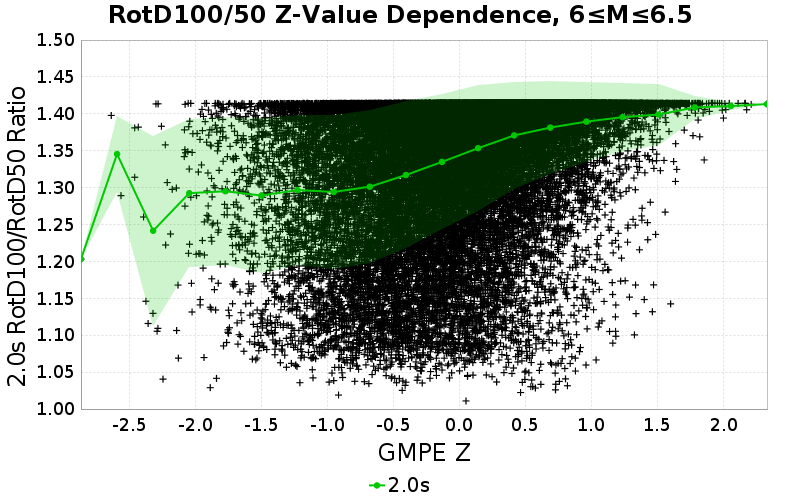 RotD100/50 Z-Value Dependence, 6≤M≤6.5
2.0s RotD100/RotD50 Ratio
1.50
1.45
1.40
1.35
1.30
1.25
1.20
1.15
1.10
1.05
1.00
-2.5 -2.0 -1.5 -1.0 -0.5 0.0 0.5 1.0 1.5 2.0
GMPE Z
2.0s